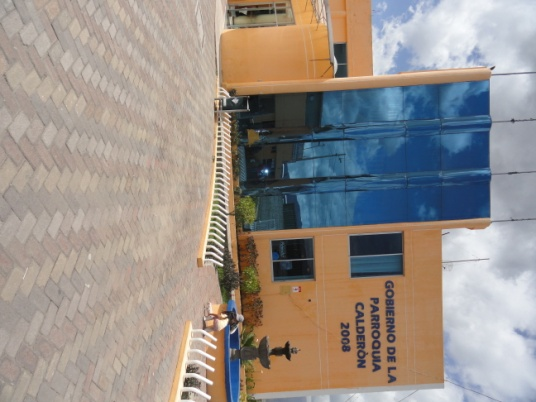 GOBIERNO DE LA
PARROQUIA
CALDERÓN
2008